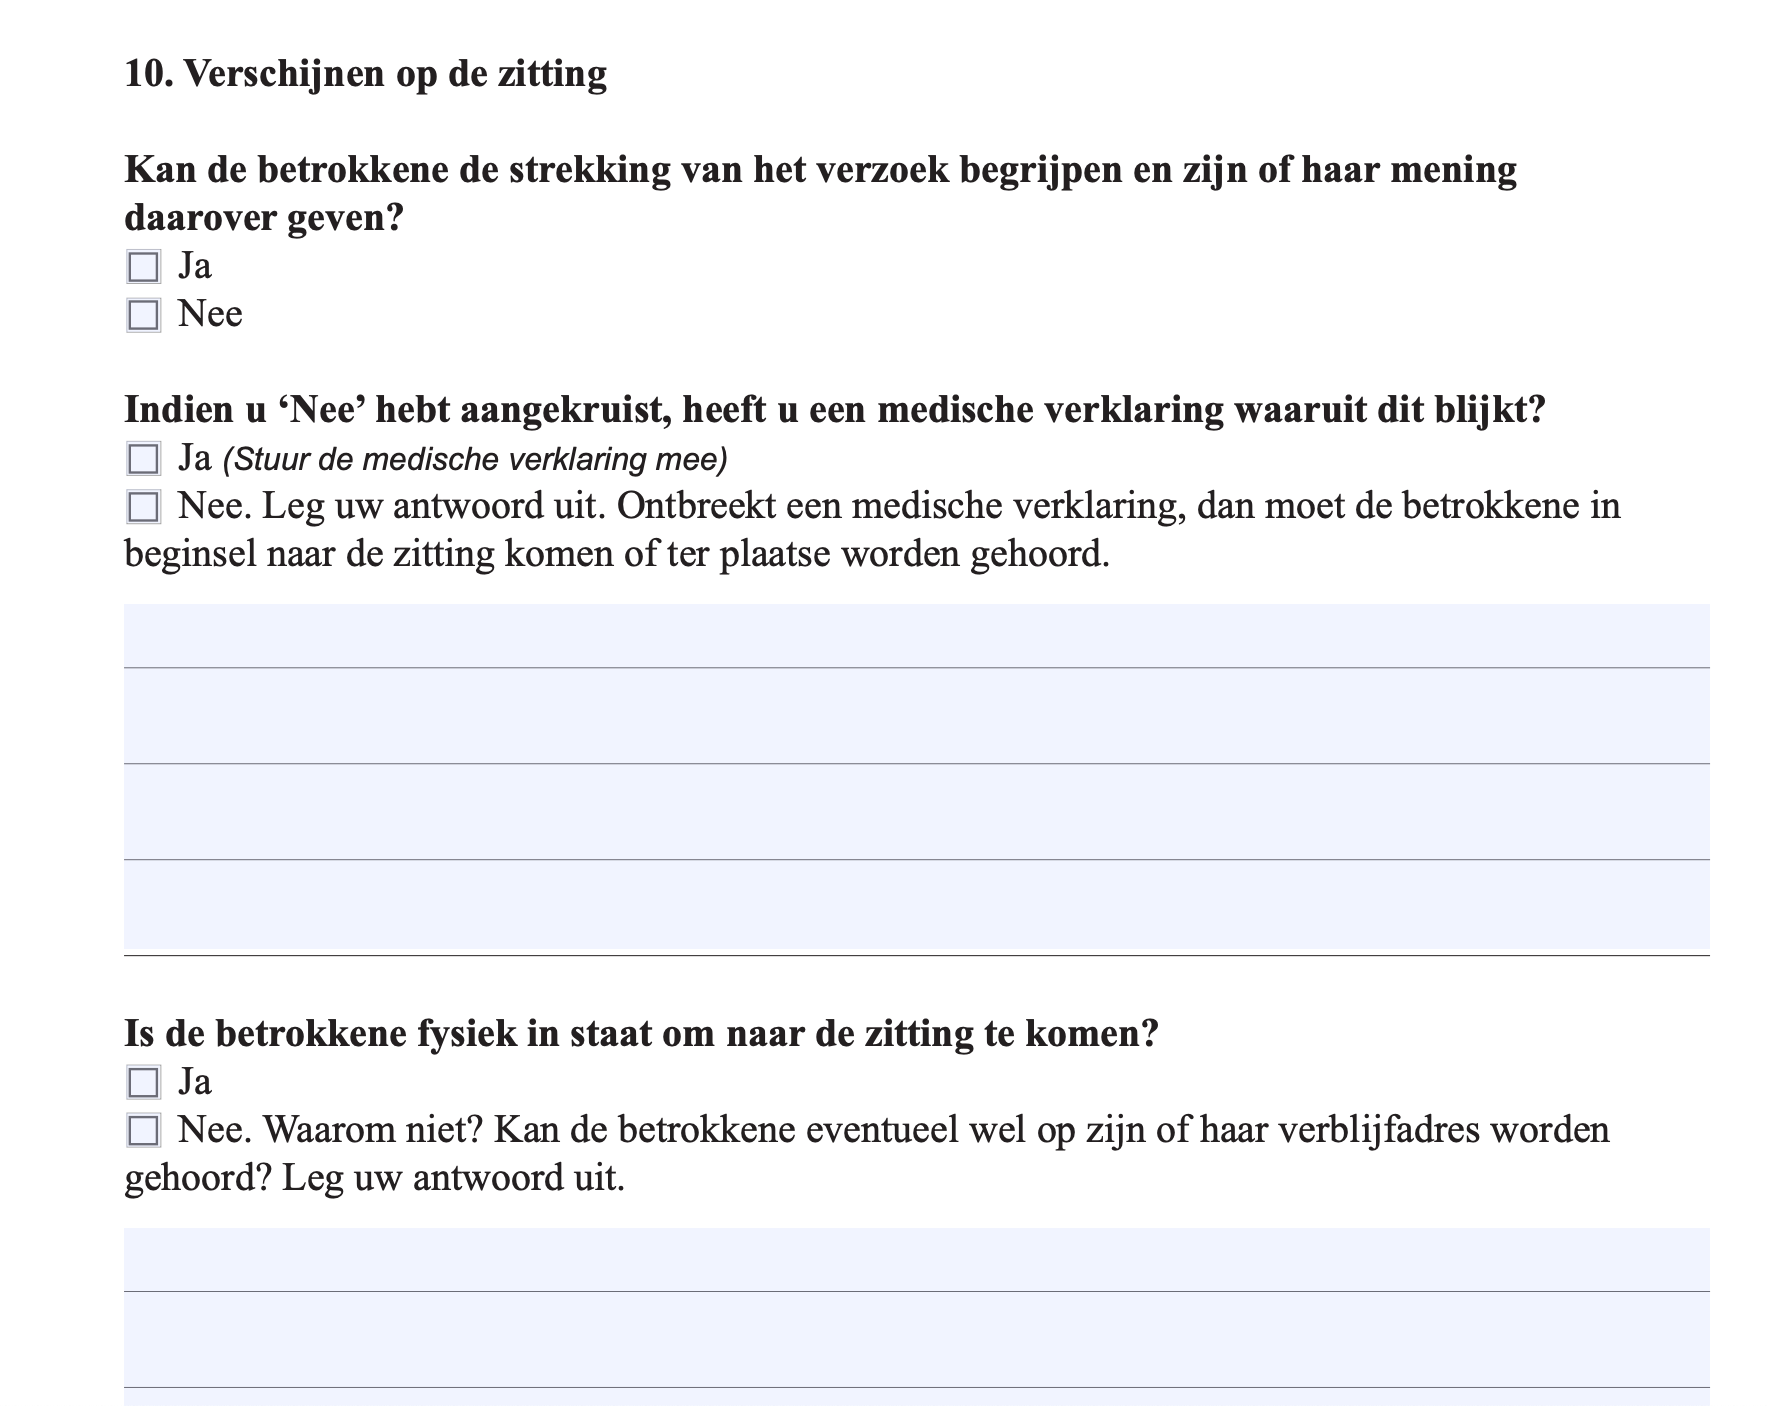 10. Verschijnen op de zitting
Kan de betrokkene de strekking van het verzoek begrijpen en zijn of haar mening
daarover geven?
Ja
Nee
Indien u ‘Nee’ hebt aangekruist, heeft u een medische verklaring waaruit dit blijkt?
Ja (Stuur de medische verklaring mee)
Nee. Leg uw antwoord uit. Ontbreekt een medische verklaring, dan moet de betrokkene in
beginsel naar de zitting komen of ter plaatse worden gehoord.
Is de betrokkene fysiek in staat om naar de zitting te komen?
Ja
Nee. Waarom niet? Kan de betrokkene eventueel wel op zijn of haar verblijfadres worden
gehoord? Leg uw antwoord uit.